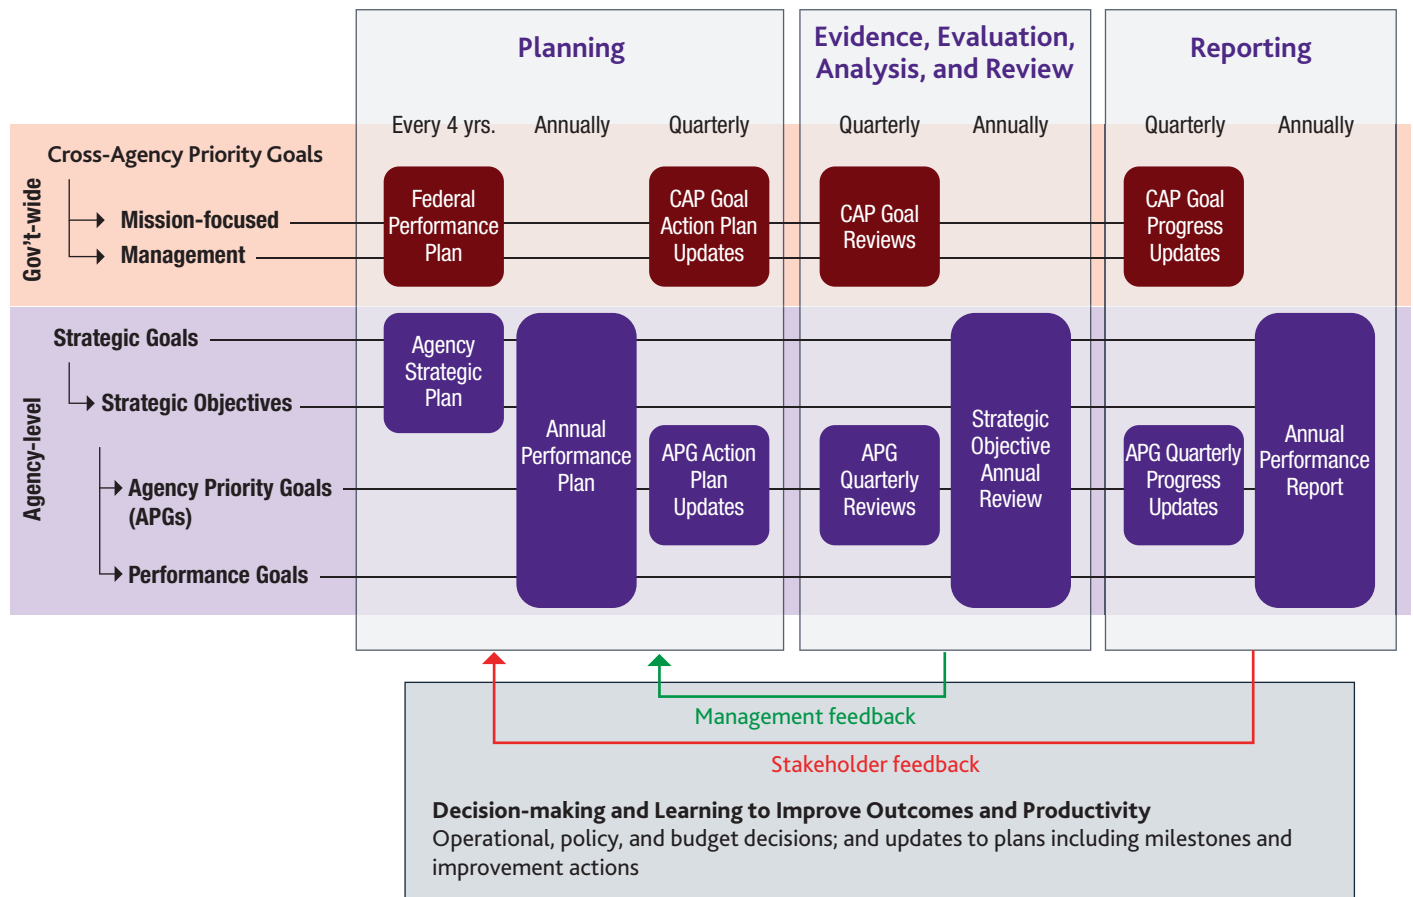 Planning
Evidence, Evaluation,
Analysis, and Review
Reporting
Every 4 yrs.
Annually
Quarterly
Quarterly
Annually
Quarterly
Annually
Gov't-wide
Cross-Agency Priority Goals
Mission-focused
Management
Federal
Performance
Plan
CAP Goal
Action Plan
Updates
CAP Goal
Reviews
CAP Goal
Progress
Updates
Agency-level
Strategic Goals
Strategic Objectives
Agency Priority Goals
(APGs)
Performance Goals
Agency
Strategic
Plan
Annual
Performance
Plan
APG Action
Plan
Updates
APG
Quarterly
Reviews
Strategic
Objective
Annual
Review
APG Quarterly
Progress
Updates
Annual
Performance
Report
Management feedback
Stakeholder feedback
Decision-making and Learning to Improve Outcomes and Productivity
Operational, policy, and budget decisions; and updates to plans including milestones and
improvement actions